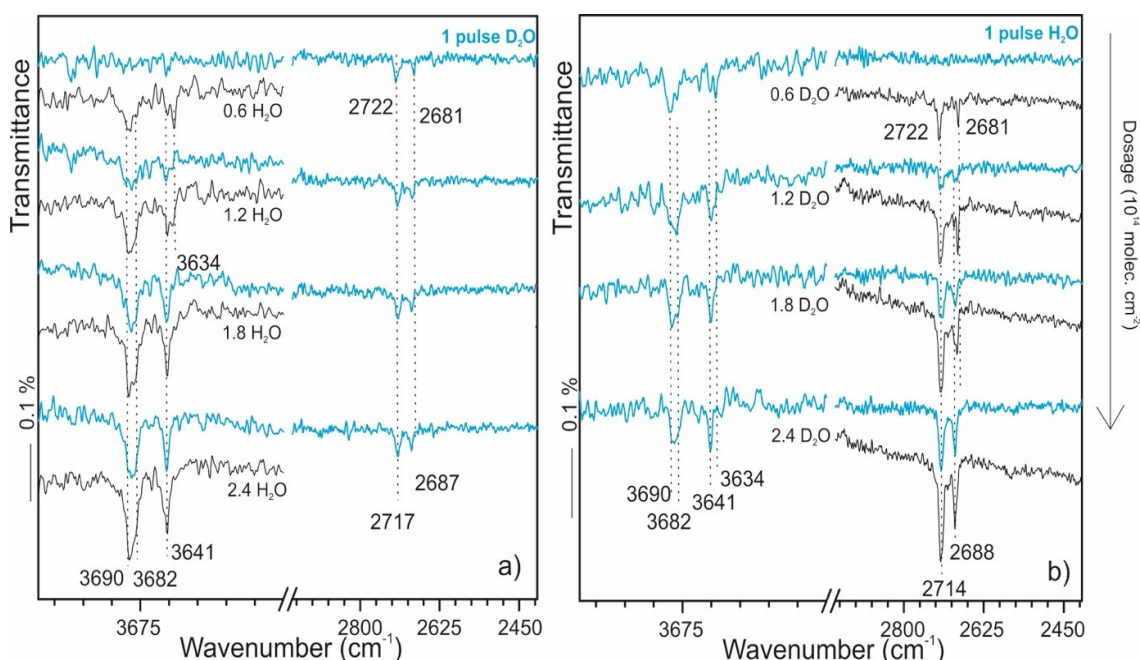 1 pulse D₂O
Transmittance
0.1 %
0.6 H₂O
1.2 H₂O
1.8 H₂O
2.4 H₂O
2722
2681
3634
3641
3690 3682
2687
2717
a)
3675 2800 2625 2450
Wavenumber (cm⁻¹)
1 pulse H₂O
Transmittance
0.1 %
0.6 D₂O
2722
2681
1.2 D₂O
1.8 D₂O
2.4 D₂O
3690
3682
3641
3634
2688
2714
b)
3675 2800 2625 2450
Wavenumber (cm⁻¹)
Dosage (10¹⁴ molec. cm⁻²)